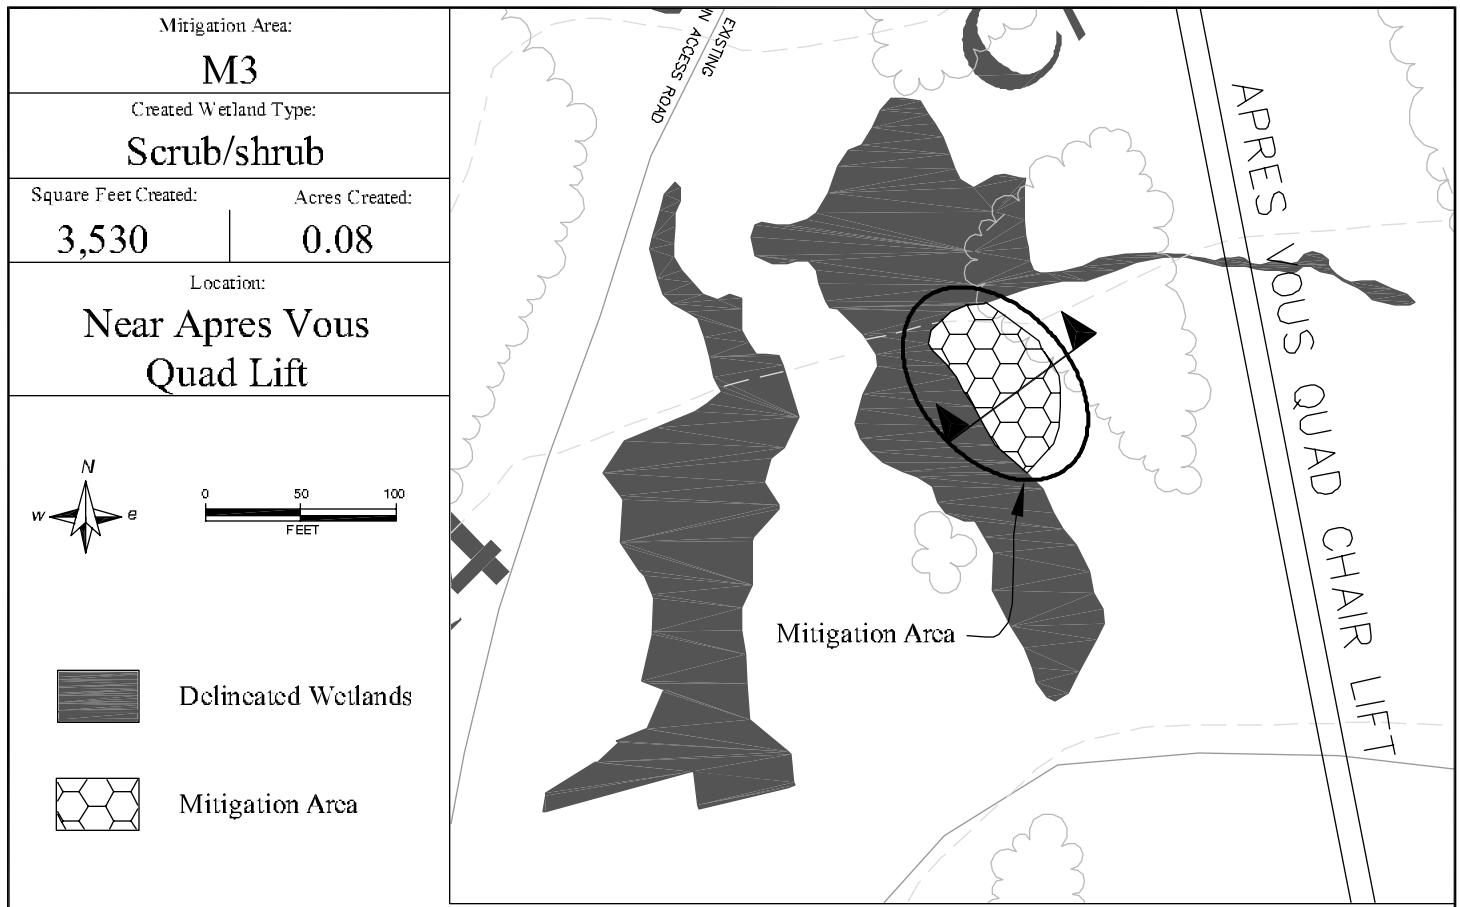 Mitigation Area:
M3
Created Wetland Type:
Scrub/shrub
Square Feet Created:
3,530
Acres Created:
0.08
Location:
Near Apres Vous
Quad Lift
N
w
e
0 50 100
FEET
Delineated Wetlands
Mitigation Area
EXISTING
ACCESS ROAD
Mitigation Area
APRES VOUS QUAD CHAIR LIFT